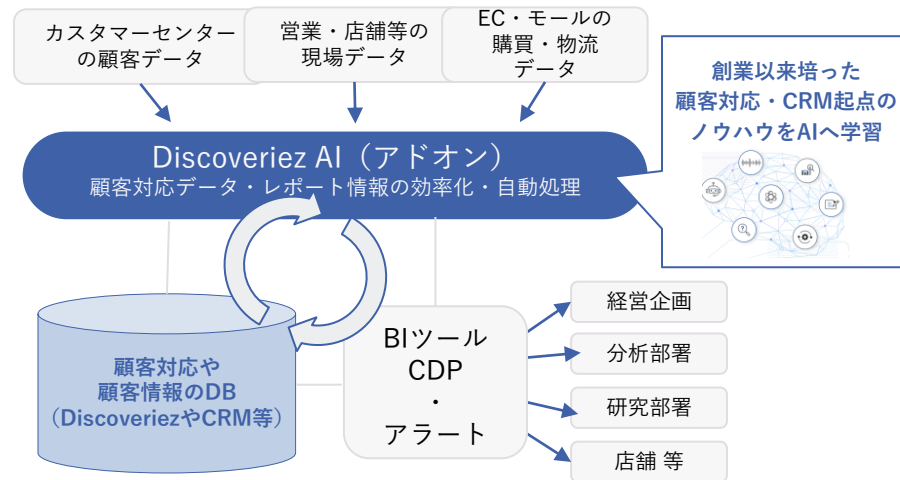 カスタマーセンター
の顧客データ
営業・店舗等の
現場データ
EC・モールの
購買・物流
データ
創業以来培った
顧客対応・CRM起点の
ノウハウをAIへ学習
Discoveriez AI（アドオン）
顧客対応データ・レポート情報の効率化・自動処理
顧客対応や
顧客情報のDB
（DiscoveriezやCRM等）
BIツール
CDP
・
アラート
経営企画
分析部署
研究部署
店舗 等